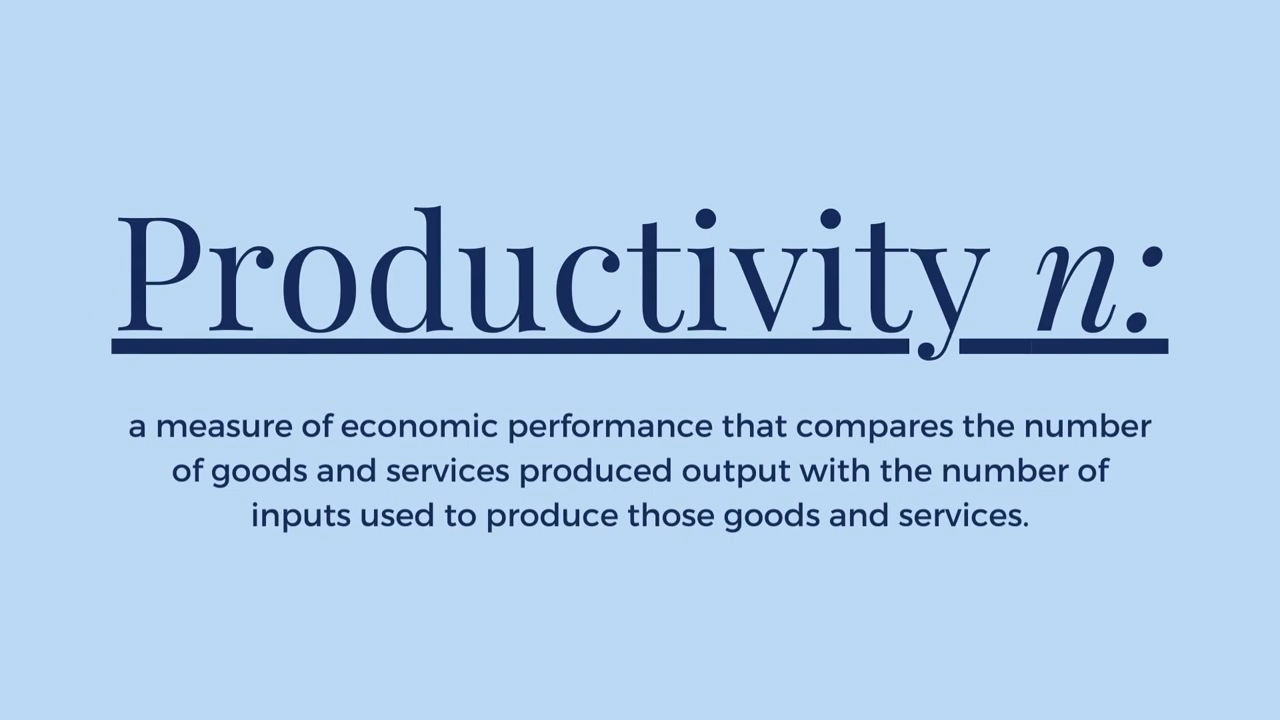 Productivity n:
a measure of economic performance that compares the number
of goods and services produced output with the number of
inputs used to produce those goods and services.